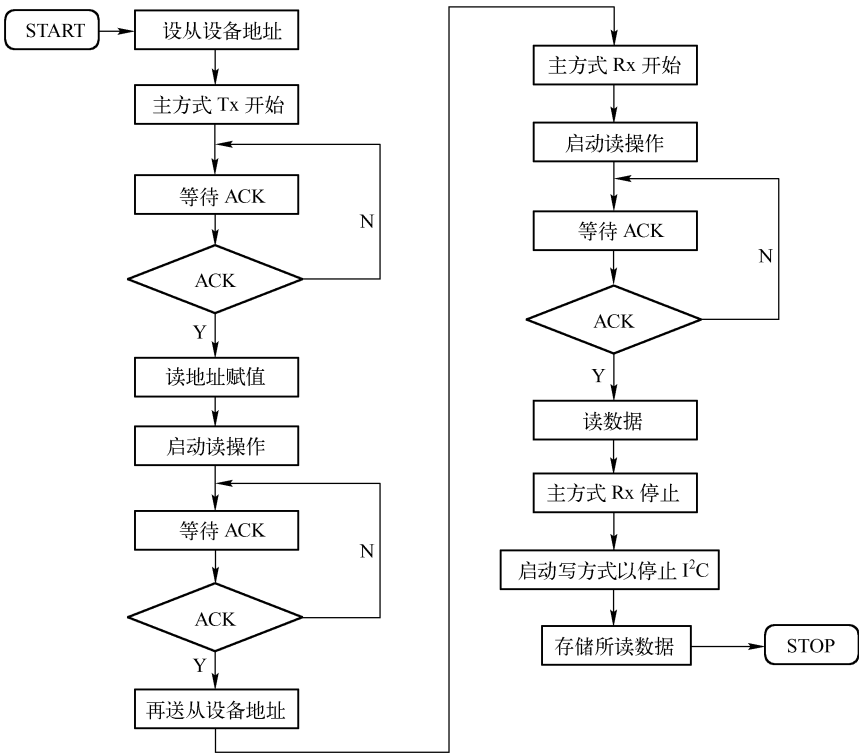 START
设从设备地址
主方式 Tx 开始
等待 ACK
N
ACK
Y
读地址赋值
启动读操作
等待 ACK
N
ACK
Y
再送从设备地址
主方式 Rx 开始
启动读操作
等待 ACK
N
ACK
Y
读数据
主方式 Rx 停止
启动写方式以停止 I²C
存储所读数据
STOP